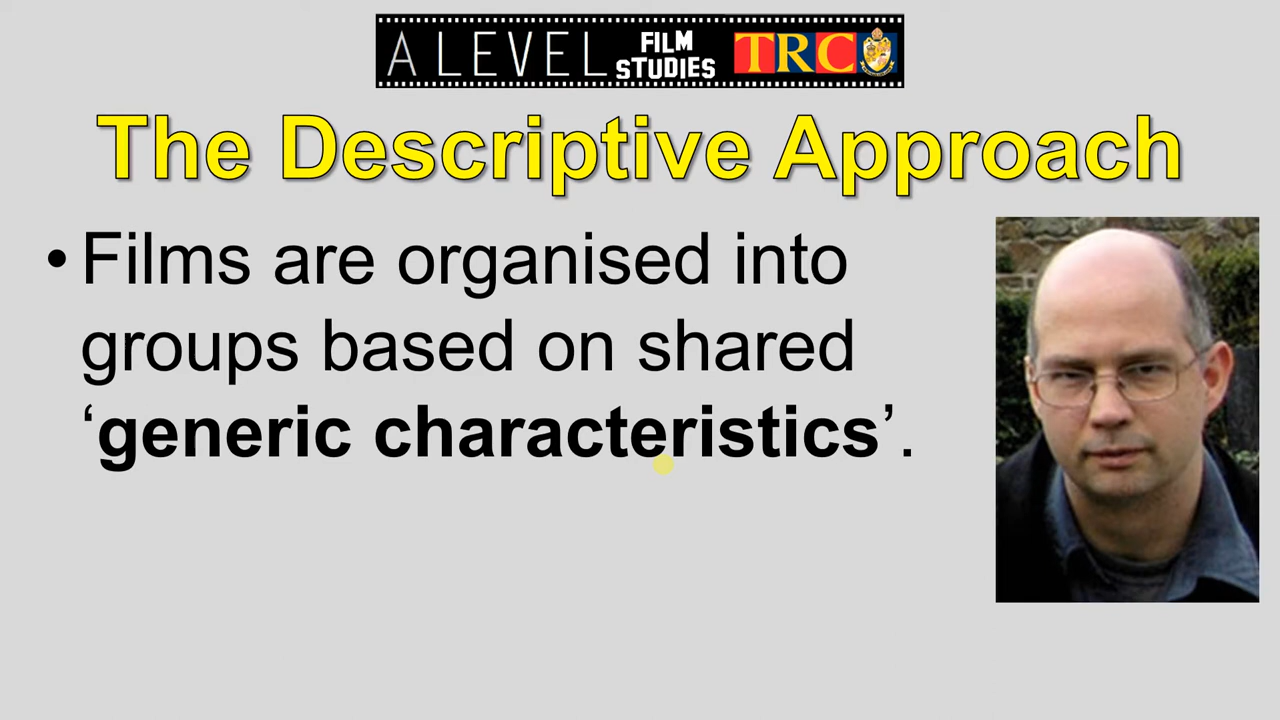 A LEVEL FILM STUDIES TRC
The Descriptive Approach
• Films are organised into
groups based on shared
‘generic characteristics’.